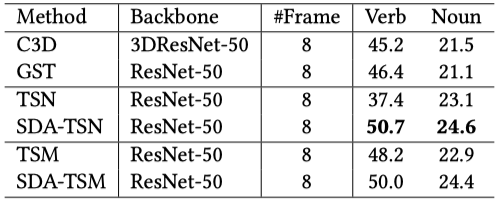 Method Backbone #Frame Verb Noun
C3D 3DResNet-50 8 45.2 21.5
GST ResNet-50 8 46.4 21.1
TSN ResNet-50 8 37.4 23.1
SDA-TSN ResNet-50 8 50.7 24.6
TSM ResNet-50 8 48.2 22.9
SDA-TSM ResNet-50 8 50.0 24.4